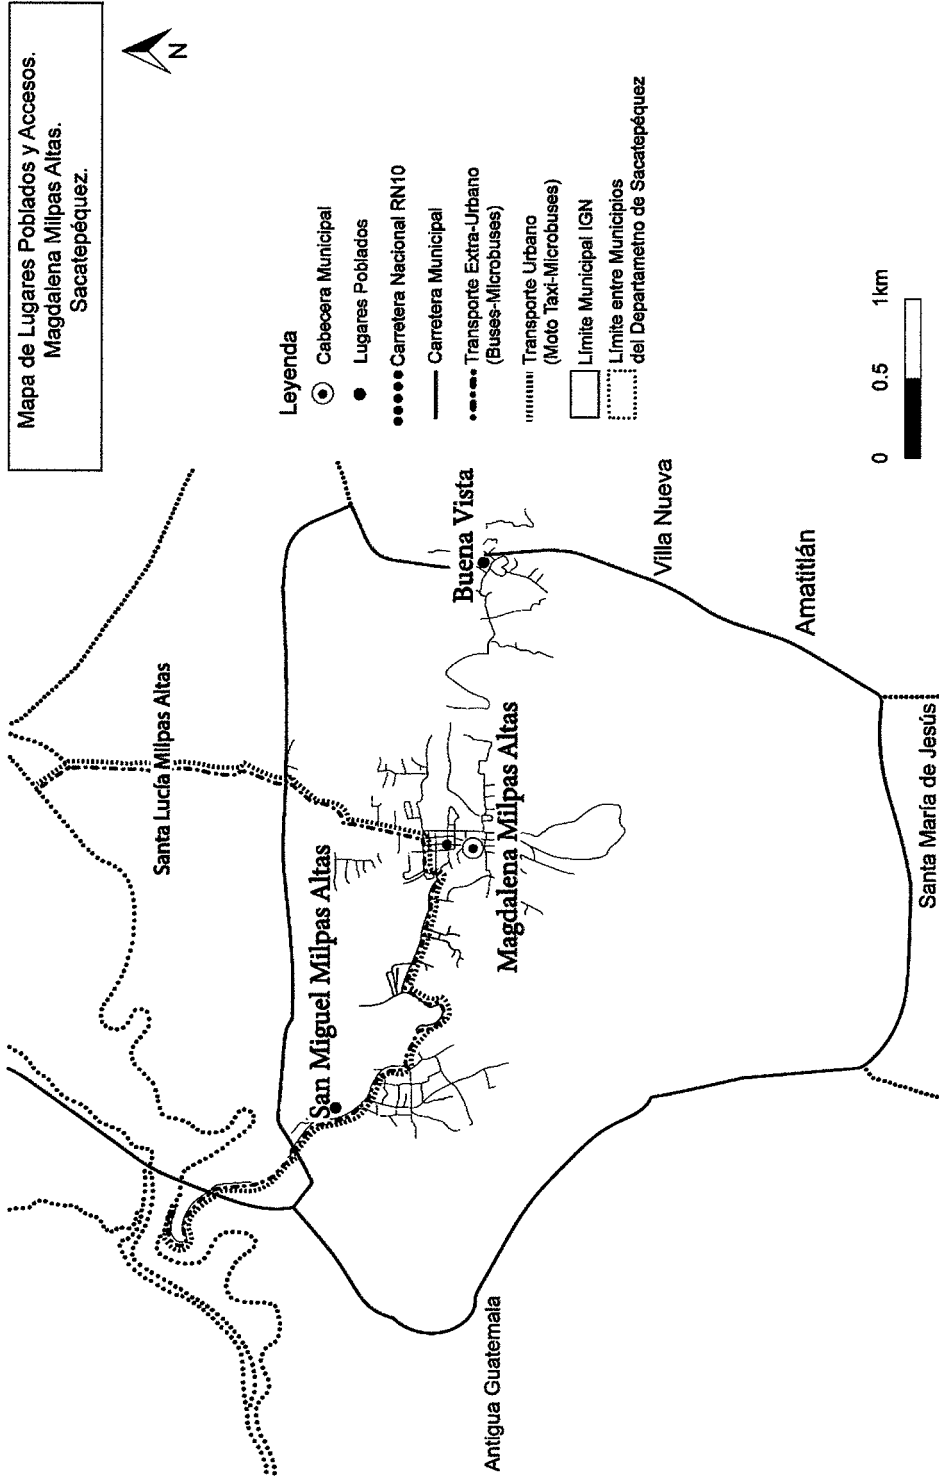 Mapa de Lugares Poblados y Accesos.
Magdalena Milpas Altas.
Sacatepéquez.
N
Leyenda
Cabecera Municipal
Lugares Poblados
Carretera Nacional RN10
Carretera Municipal
Transporte Extra-Urbano
(Buses-Microbuses)
Transporte Urbano
(Moto Taxi-Microbuses)
Límite Municipal IGN
Límite entre Municipios
del Departametno de Sacatepéquez
0 0.5 1km
Santa Lucía Milpas Altas
San Miguel Milpas Altas
Buena Vista
Magdalena Milpas Altas
Villa Nueva
Amatitlán
Antigua Guatemala
Santa María de Jesús